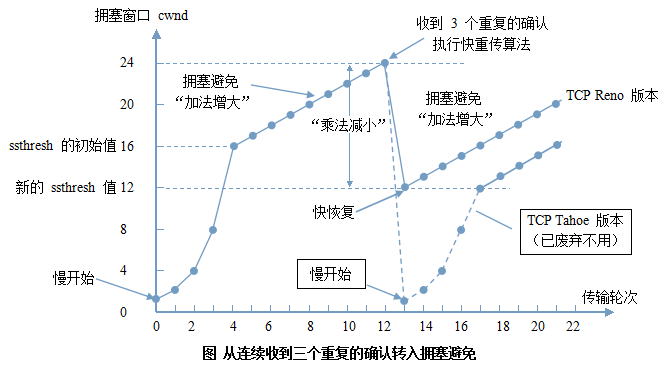 拥塞窗口 cwnd
收到 3 个重复的确认
执行快重传算法
24
拥塞避免
“加法增大”
拥塞避免
“加法增大”
TCP Reno 版本
20
“乘法减小”
ssthresh 的初始值
16
新的 ssthresh 值
12
快恢复
TCP Tahoe 版本
（已废弃不用）
8
慢开始
慢开始
4
传输轮次
0
0 2 4 6 8 10 12 14 16 18 20 22
图 从连续收到三个重复的确认转入拥塞避免